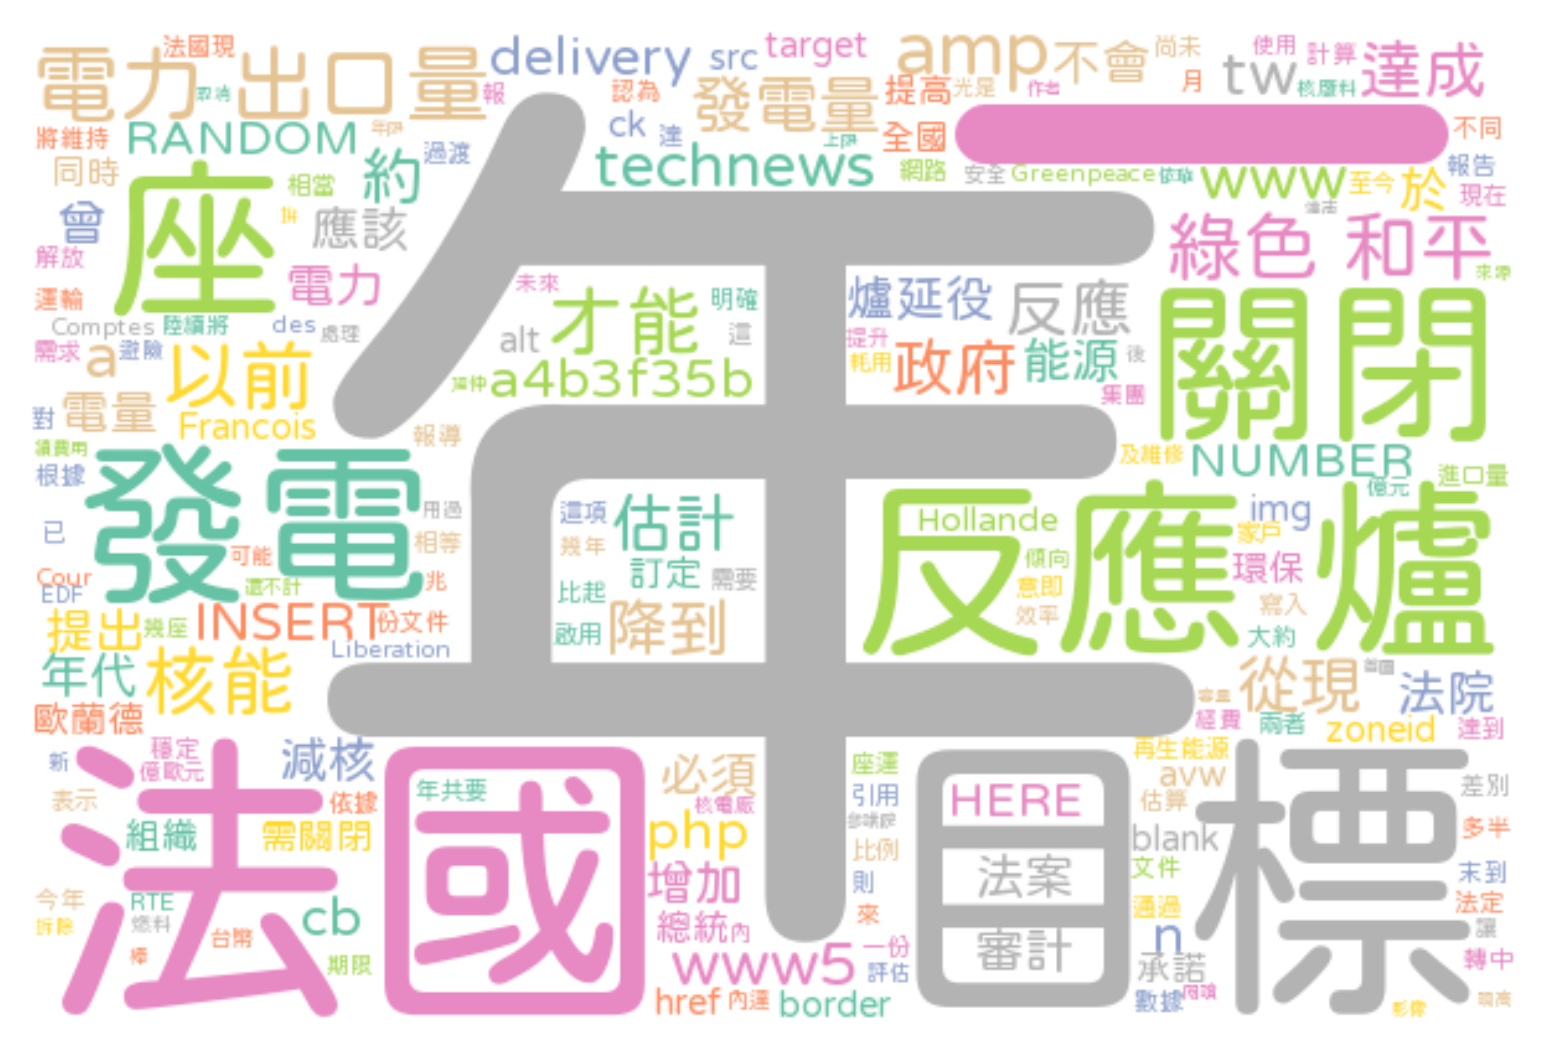 電力出口量
法國現
取消
報
delivery
src
target
amp
不會
尚未
使用
計算
達成
tw
核廢料
月
認為
發電量
提高
光是
作者
將維持
RANDOM
約
過渡
ck
達
上限
全國
一
不同
同時
相當
technews
網路
安全
Greenpeace
www
至今
於
報告
現在
曾
座
應該
解放
電力
綠色
和平
運輸
未來
才能
明確
爐延役
反應
關閉
Comptes
陸續將
des
處理
alt
這
提升
需求
a
避險
以前
a4b3f35b
耗用
政府
能源
後
集團
對
電量
Francois
報導
年
及維修
NUMBER
進口量
億元
根據
發電
用過
這項
估計
反應爐
Hollande
img
家戶
已
相等
幾年
訂定
需要
傾向
環保
可能
還不計
兆
比起
意即
效率
寫入
Cour
EDF
提出
幾座
INSERT
份文件
啟用
降到
大約
Liberation
年代
核能
從現
法院
歐蘭德
經費
兩者
zoneid
達到
新
穩定
億歐元
減核
必須
座運
再生能源
目標
表示
法國
依據
年共要
核電廠
引用
HERE
avw
估算
差別
組織
需關閉
php
比例
blank
多半
今年
RTE
燃料
cb
增加
則
法案
文件
末到
拆除
台幣
總統
內
來
通過
法定
棒
期限
www5
一份
評估
審計
n
承諾
讓
轉中
href
內達
border
數據
影像